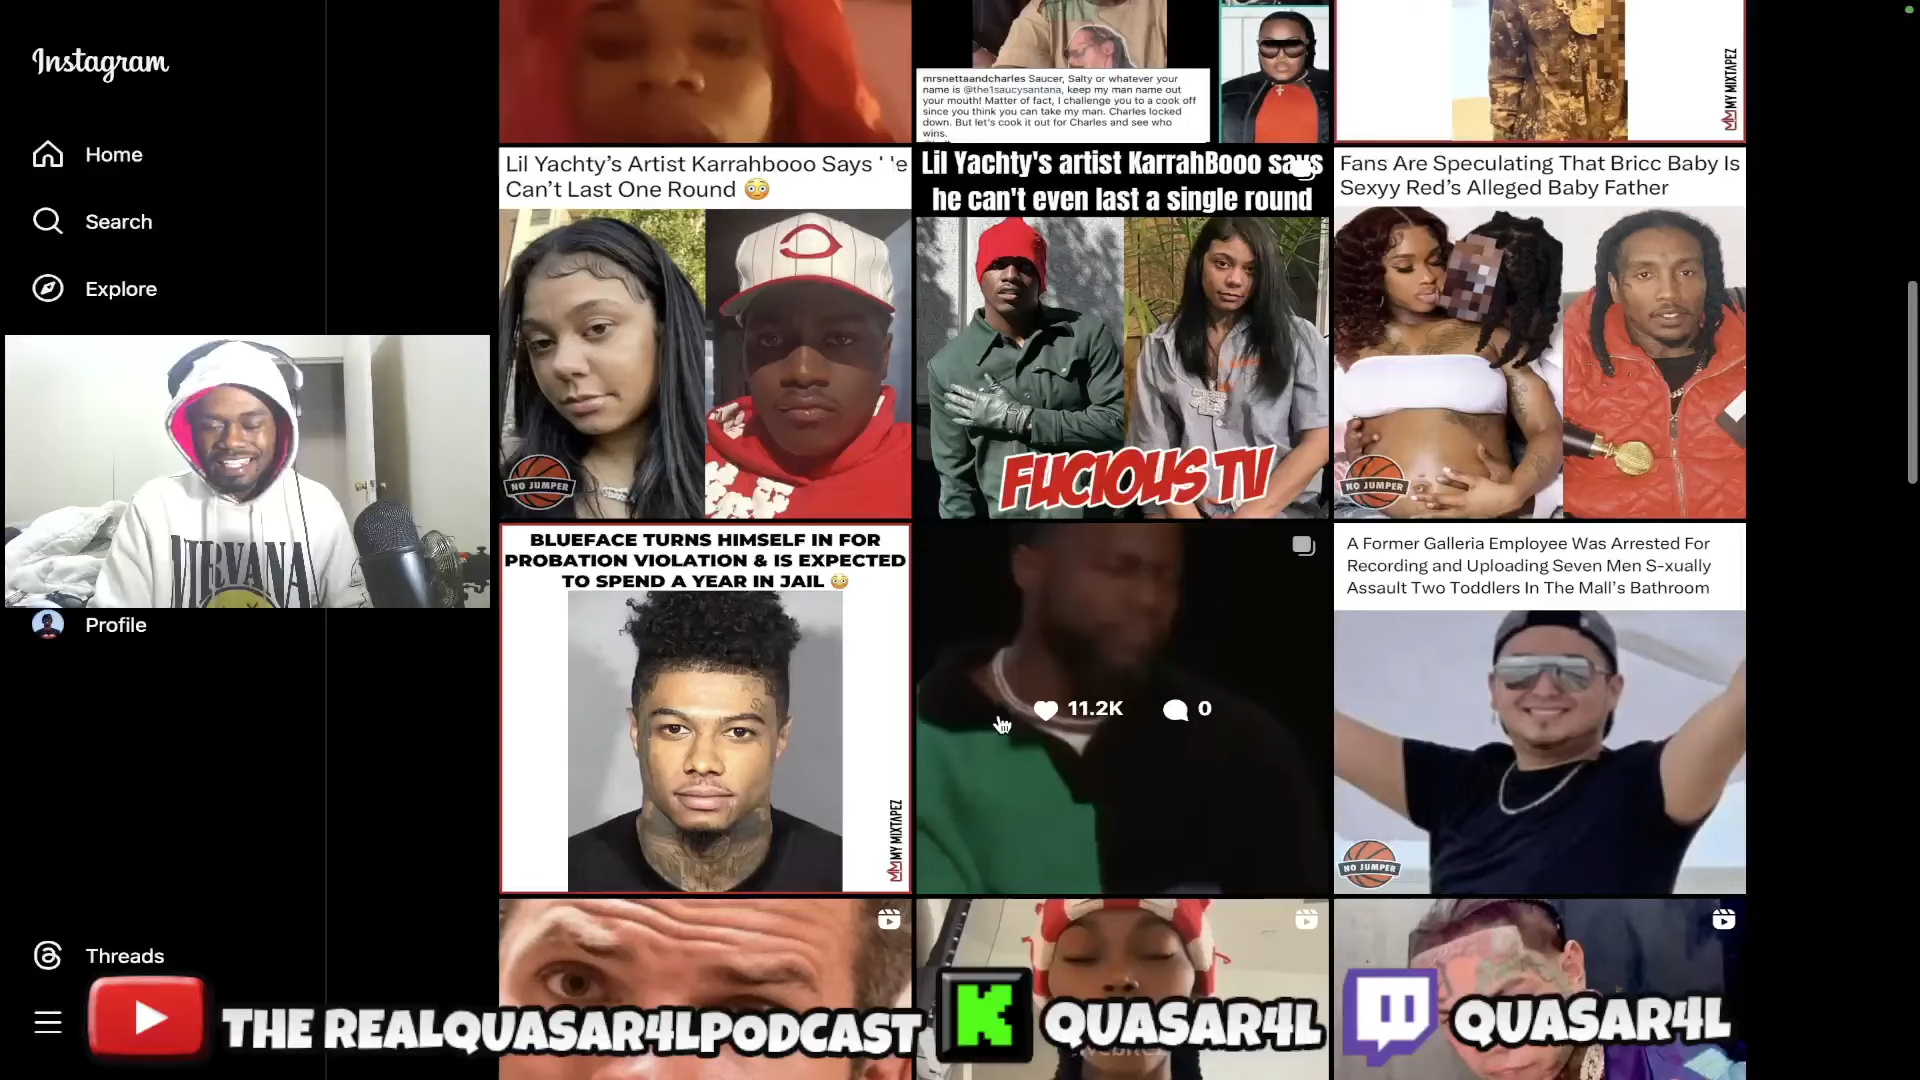 Instagram
Home
Search
Explore
Profile
Threads
mrsnettaandcharles Saucer, Salty or whatever your
name is @the1saucysantana, keep my man name out
your mouth! Matter of fact, I challenge you to a cook off
since you think you can take my man. Charles locked
down. But let's cook it out for Charles and see who
wins.
MY MIXTAPEZ
Lil Yachty's Artist Karrahbooo Says
Can't Last One Round 😳
NO JUMPER
Lil Yachty's artist KarrahBooo says
he can't even last a single round
FUCIOUS TV
Fans Are Speculating That Bricc Baby Is
Sexyy Red's Alleged Baby Father
NO JUMPER
NIRVANA
BLUEFACE TURNS HIMSELF IN FOR
PROBATION VIOLATION & IS EXPECTED
TO SPEND A YEAR IN JAIL 😳
MY MIXTAPEZ
11.2K 0
A Former Galleria Employee Was Arrested For
Recording and Uploading Seven Men S-xually
Assault Two Toddlers In The Mall's Bathroom
NO JUMPER
THE REALQUASAR4LPODCAST
K QUASAR4L
QUASAR4L